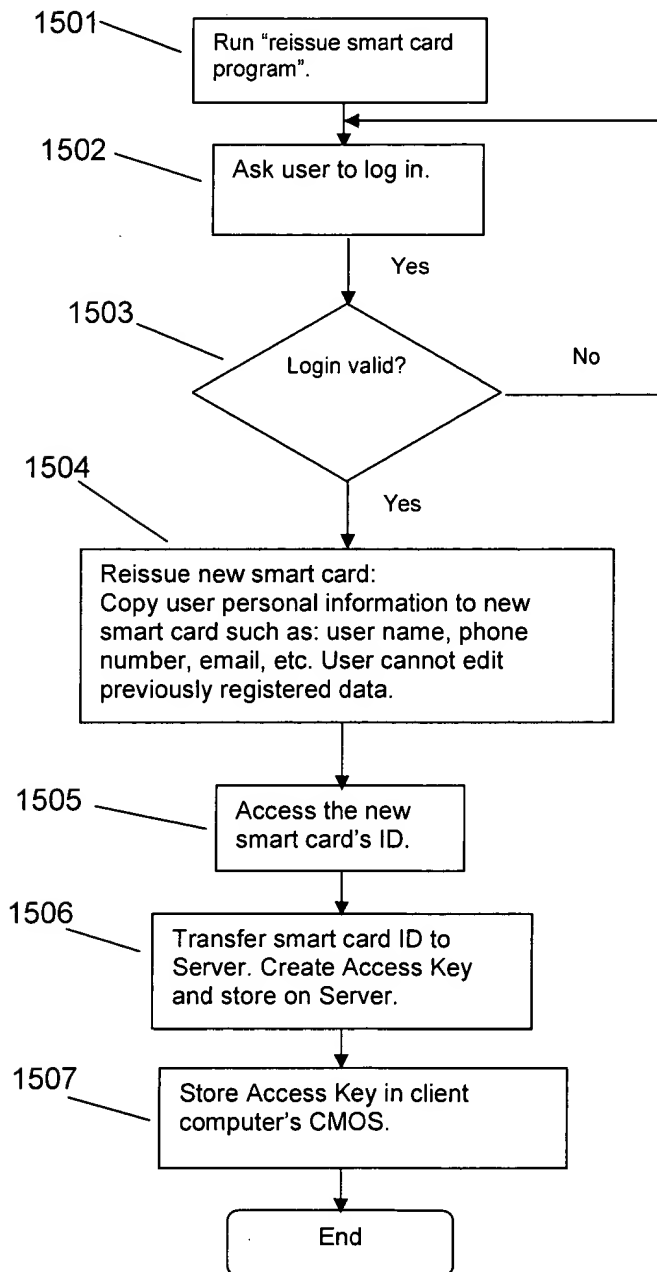 1501
Run “reissue smart card
program”.
1502
Ask user to log in.
Yes
1503
Login valid?
No
1504
Yes
Reissue new smart card:
Copy user personal information to new
smart card such as: user name, phone
number, email, etc. User cannot edit
previously registered data.
1505
Access the new
smart card’s ID.
1506
Transfer smart card ID to
Server. Create Access Key
and store on Server.
1507
Store Access Key in client
computer’s CMOS.
End